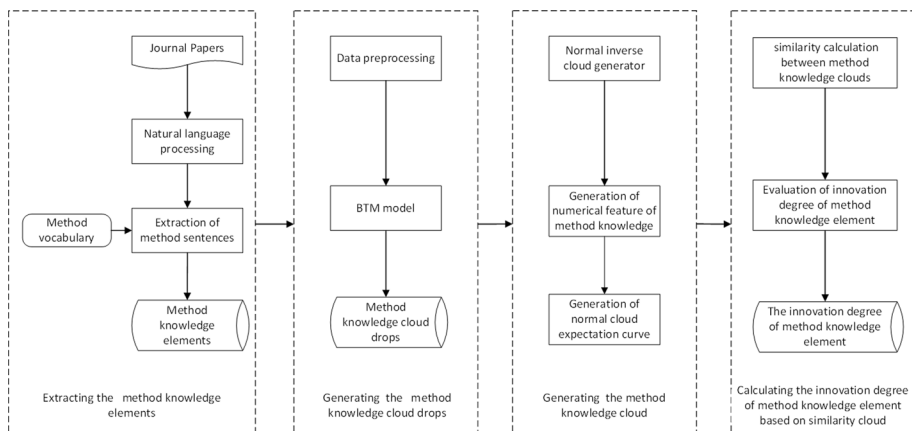 Journal Papers
Natural language
processing
Method
vocabulary
Extraction of
method sentences
Method
knowledge
elements
Extracting the method knowledge
elements
Data preprocessing
BTM model
Method
knowledge cloud
drops
Generating the method
knowledge cloud drops
Normal inverse
cloud generator
Generation of
numerical feature of
method knowledge
Generation of
normal cloud
expectation curve
Generating the method
knowledge cloud
similarity calculation
between method
knowledge clouds
Evaluation of innovation
degree of method
knowledge element
The innovation degree
of method knowledge
element
Calculating the innovation degree
of method knowledge element
based on similarity cloud